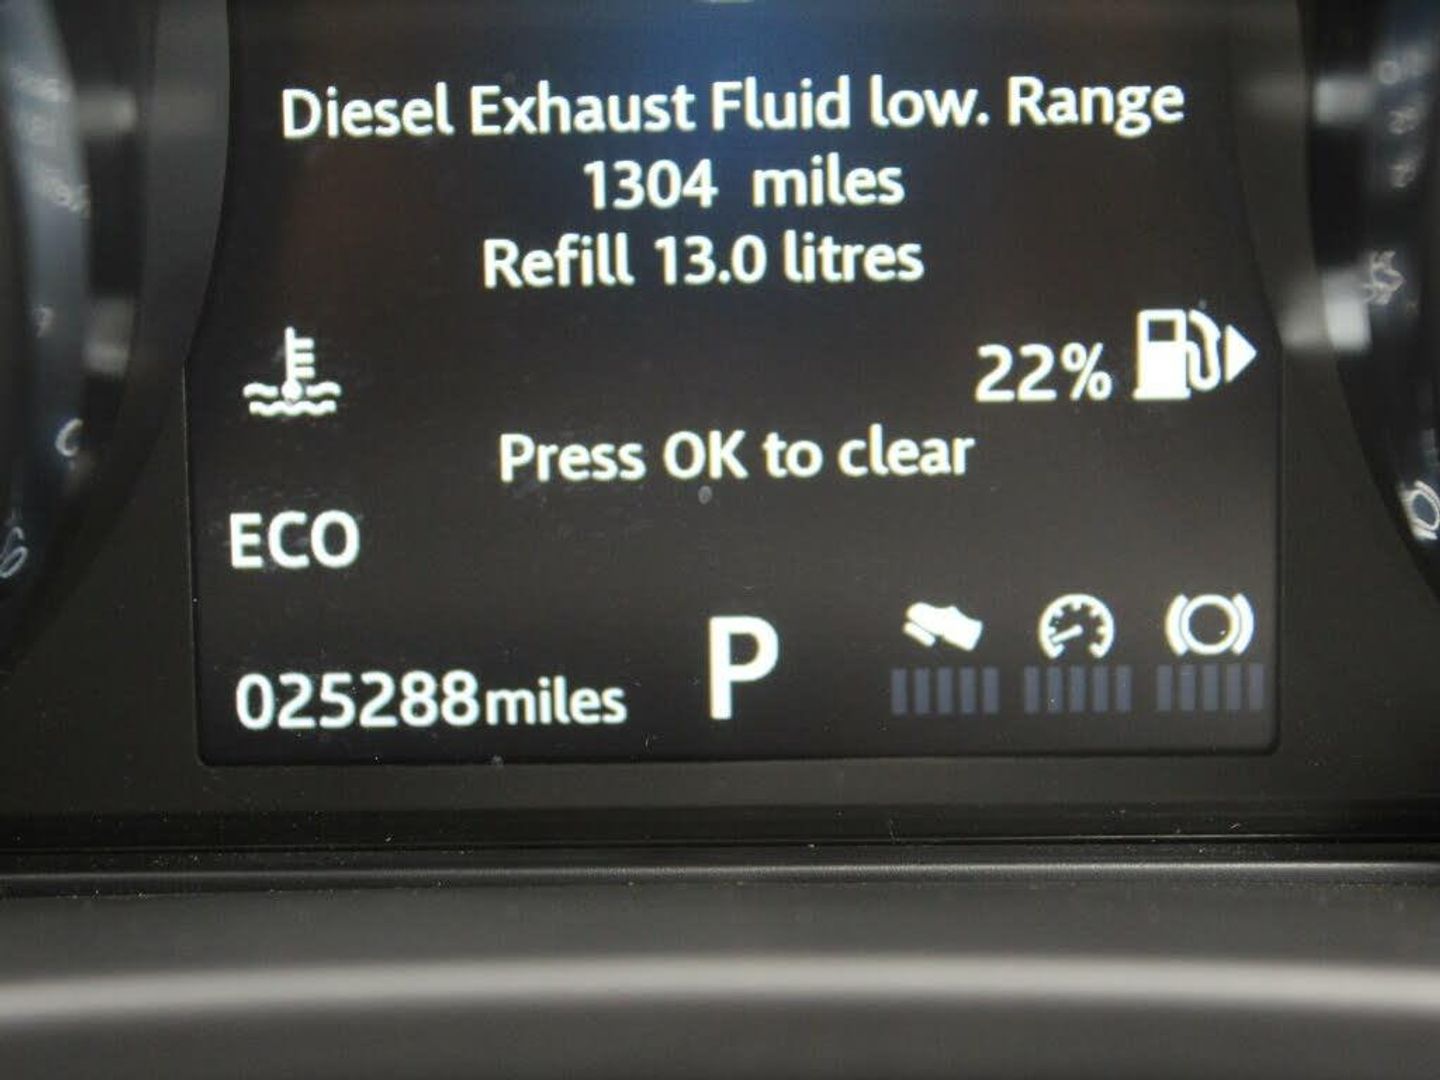 Diesel Exhaust Fluid low. Range
1304 miles
Refill 13.0 litres
22%
Press OK to clear
ECO
025288miles
P